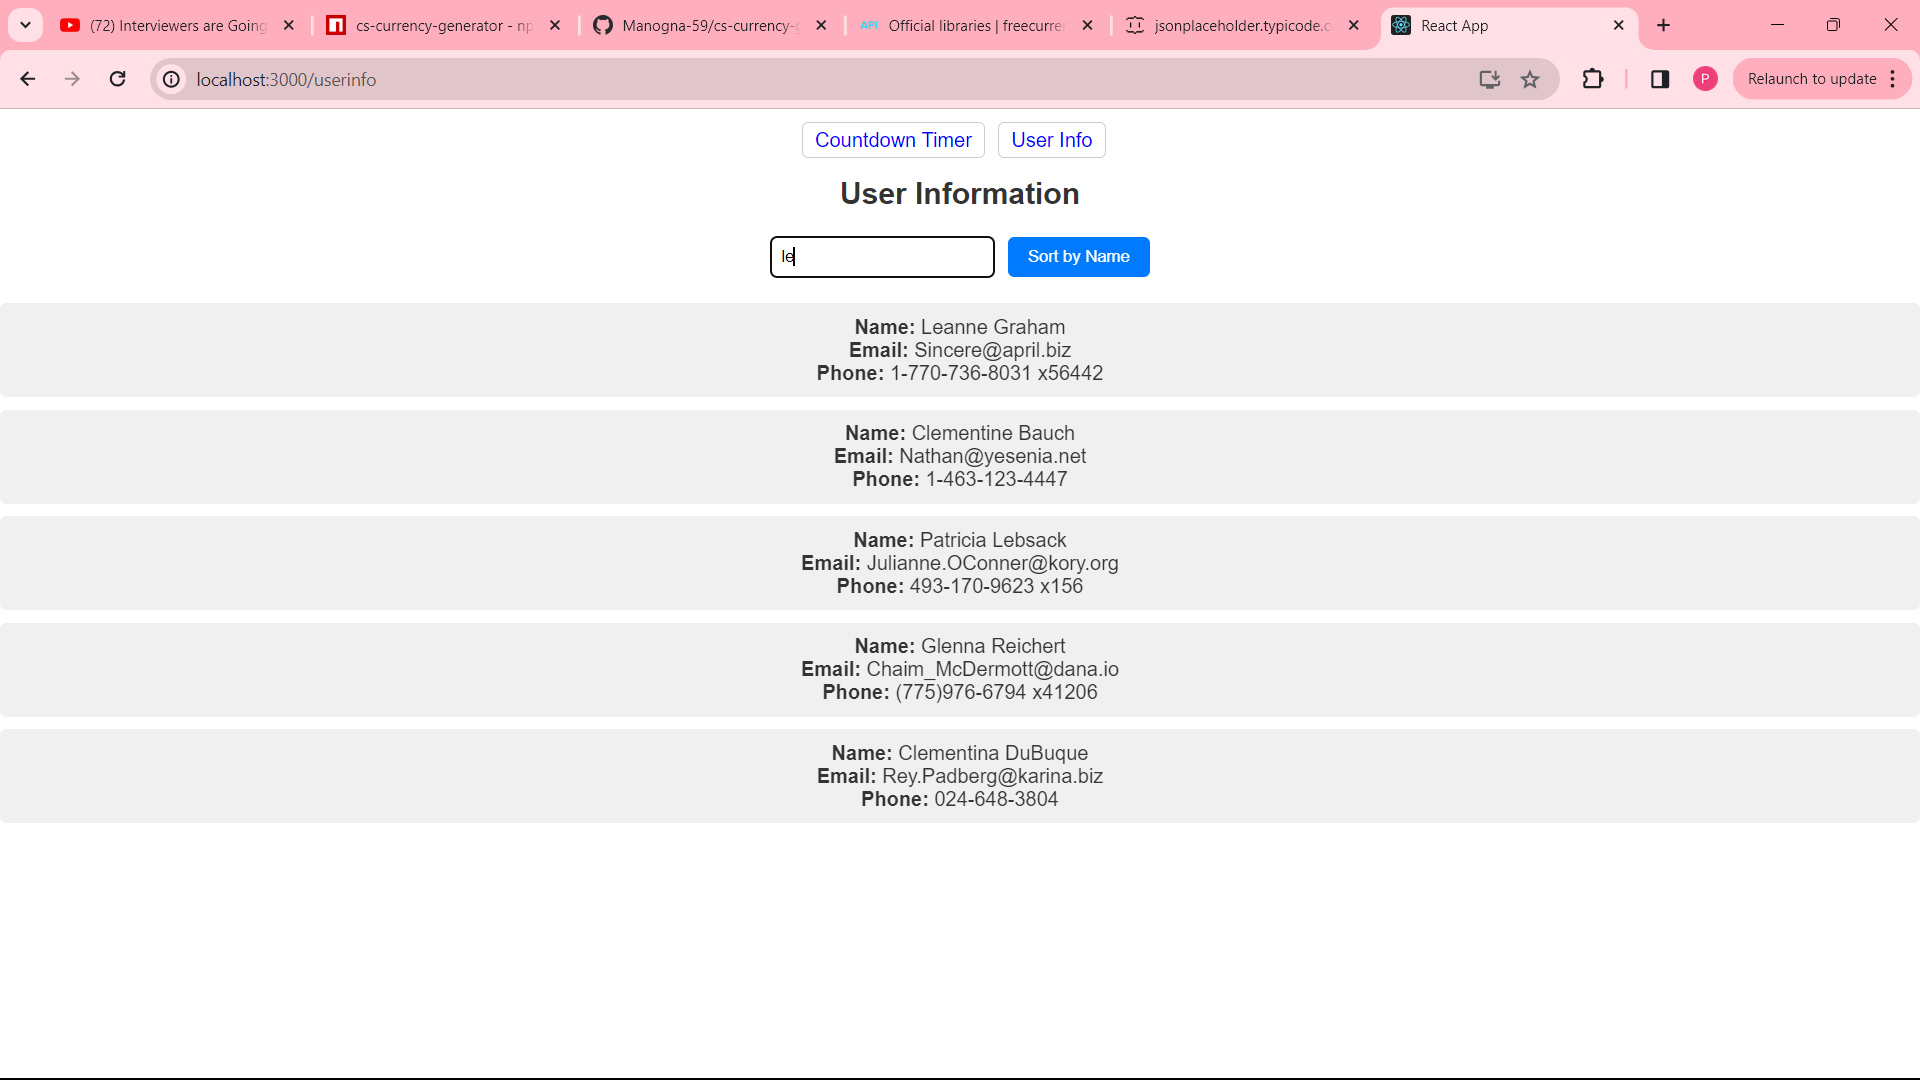 (72) Interviewers are Going
cs-currency-generator - np
Manogna-59/cs-currency-g
API Official libraries | freecurren
jsonplaceholder.typicode.c
React App
localhost:3000/userinfo
P
Relaunch to update
Countdown Timer
User Info
User Information
le
Sort by Name
Name: Leanne Graham
Email: Sincere@april.biz
Phone: 1-770-736-8031 x56442
Name: Clementine Bauch
Email: Nathan@yesenia.net
Phone: 1-463-123-4447
Name: Patricia Lebsack
Email: Julianne.OConner@kory.org
Phone: 493-170-9623 x156
Name: Glenna Reichert
Email: Chaim_McDermott@dana.io
Phone: (775)976-6794 x41206
Name: Clementina DuBuque
Email: Rey.Padberg@karina.biz
Phone: 024-648-3804